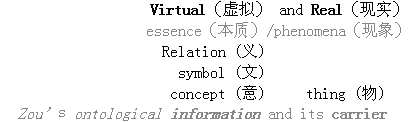 Virtual（虚拟） and Real（现实）
essence（本质）/phenomena（现象）
Relation（义）
symbol（文）
concept（意） thing（物）
Zou's ontological information and its carrier